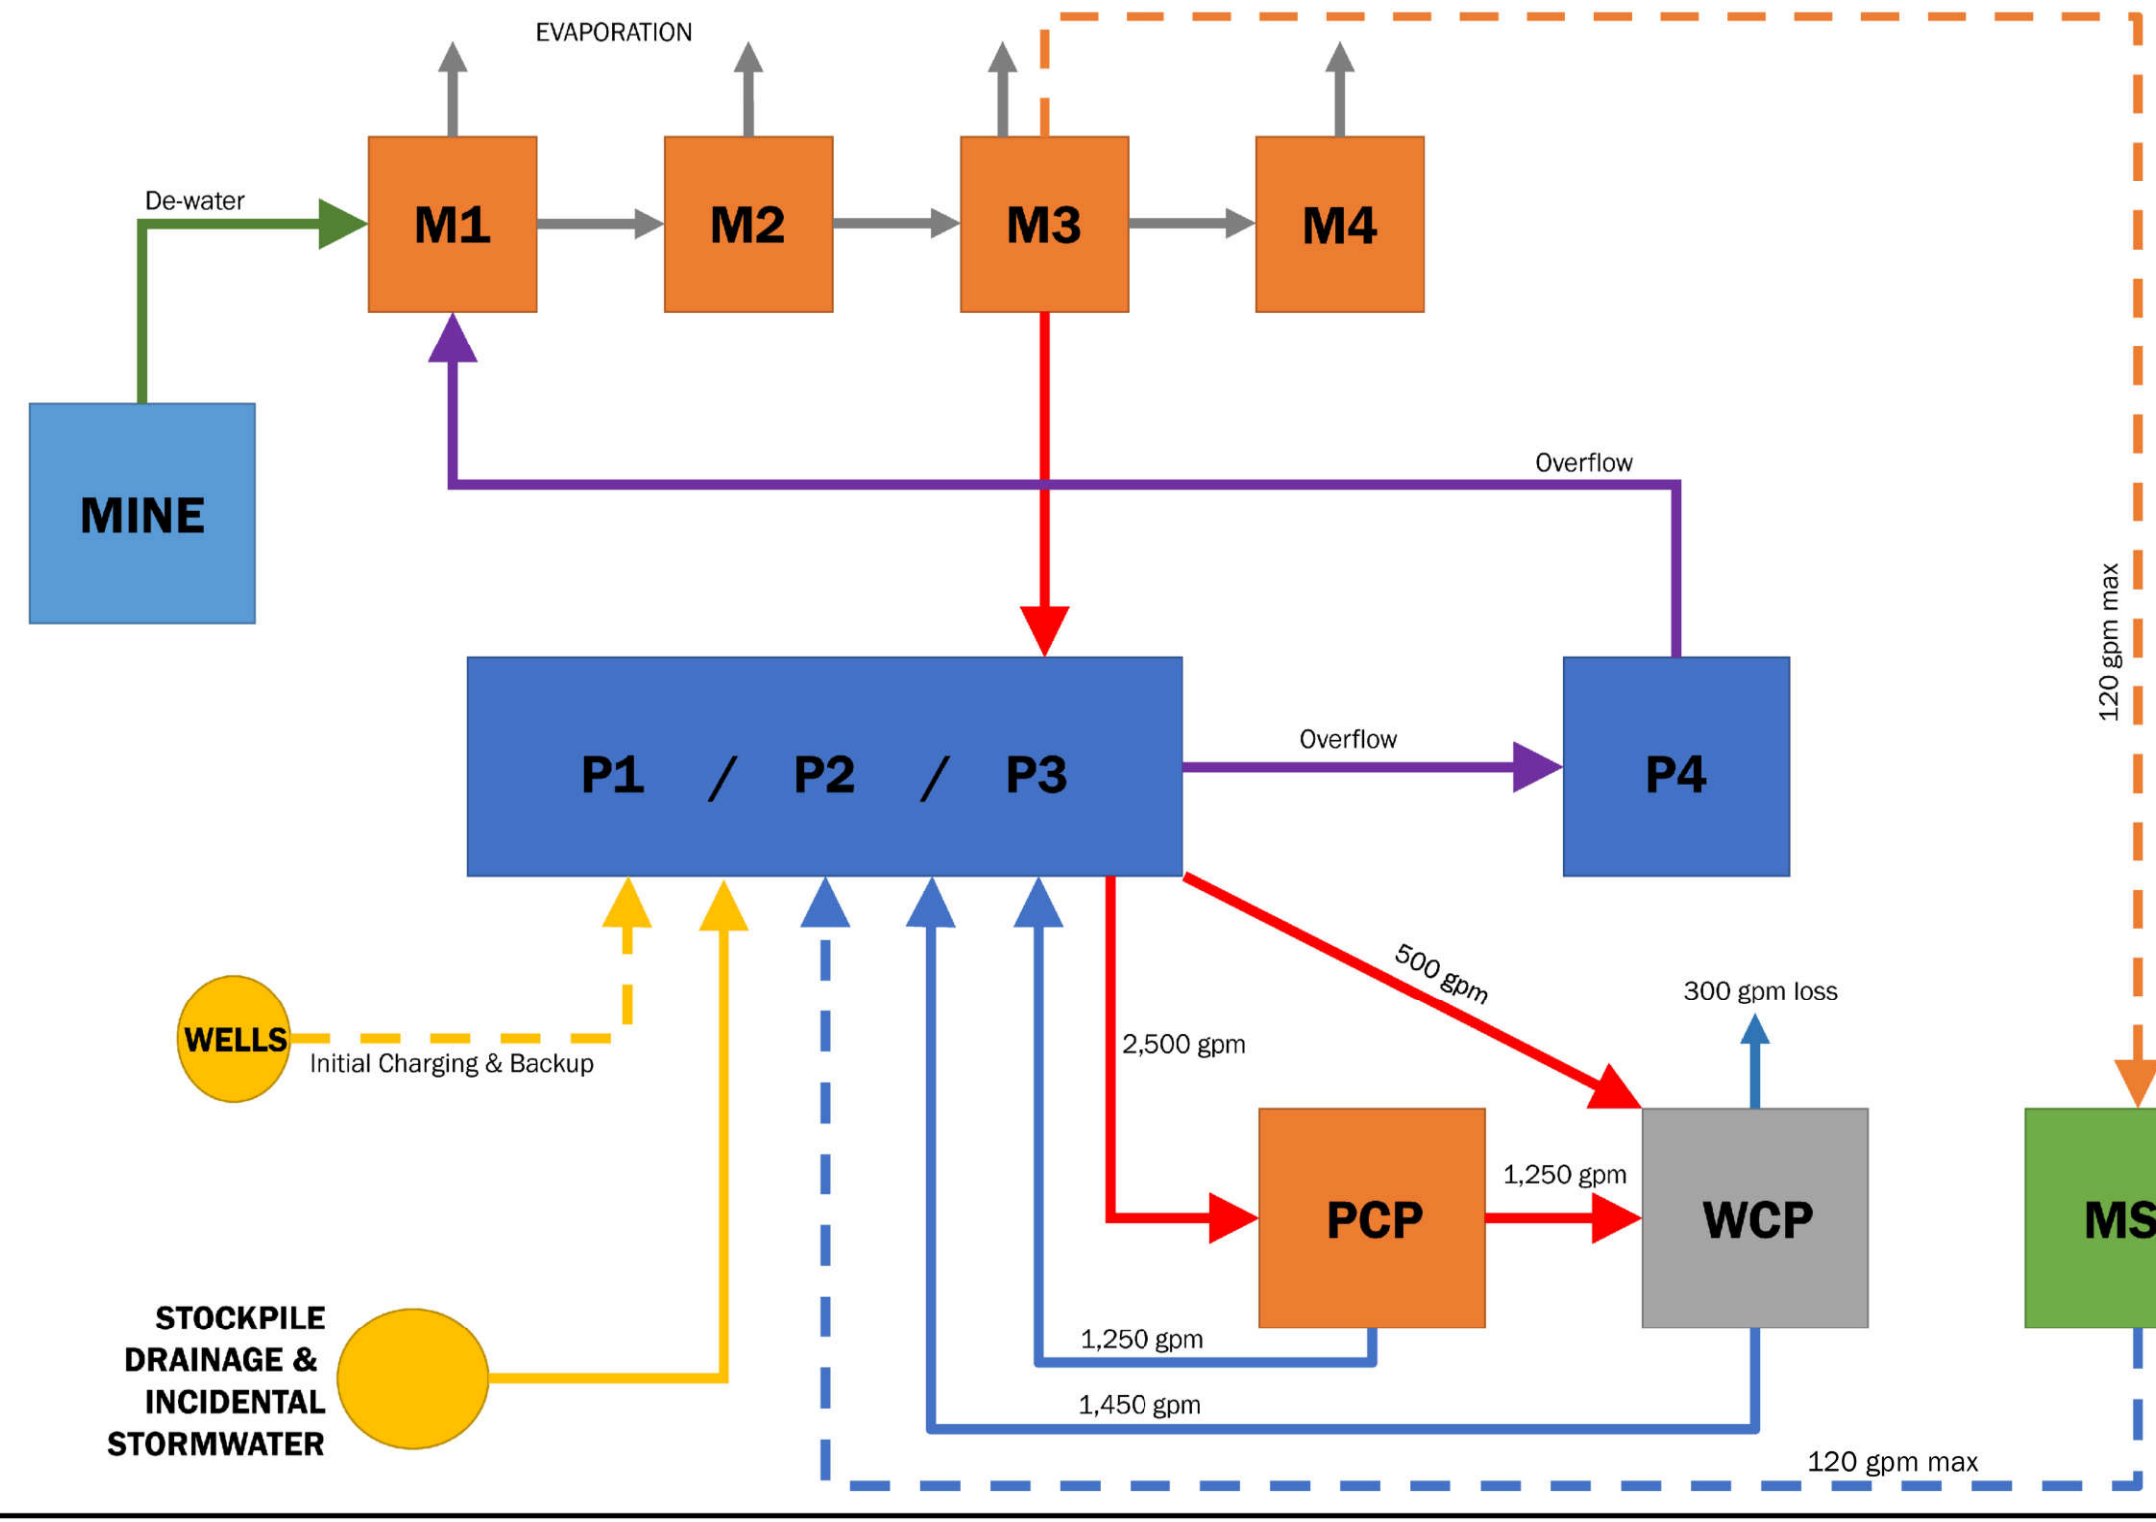 EVAPORATION
De-water
M1
M2
M3
M4
MINE
Overflow
120 gpm max
P1 / P2 / P3
Overflow
P4
500 gpm
300 gpm loss
WELLS
Initial Charging & Backup
2,500 gpm
1,250 gpm
PCP
WCP
MS
STOCKPILE
DRAINAGE &
INCIDENTAL
STORMWATER
1,250 gpm
1,450 gpm
120 gpm max